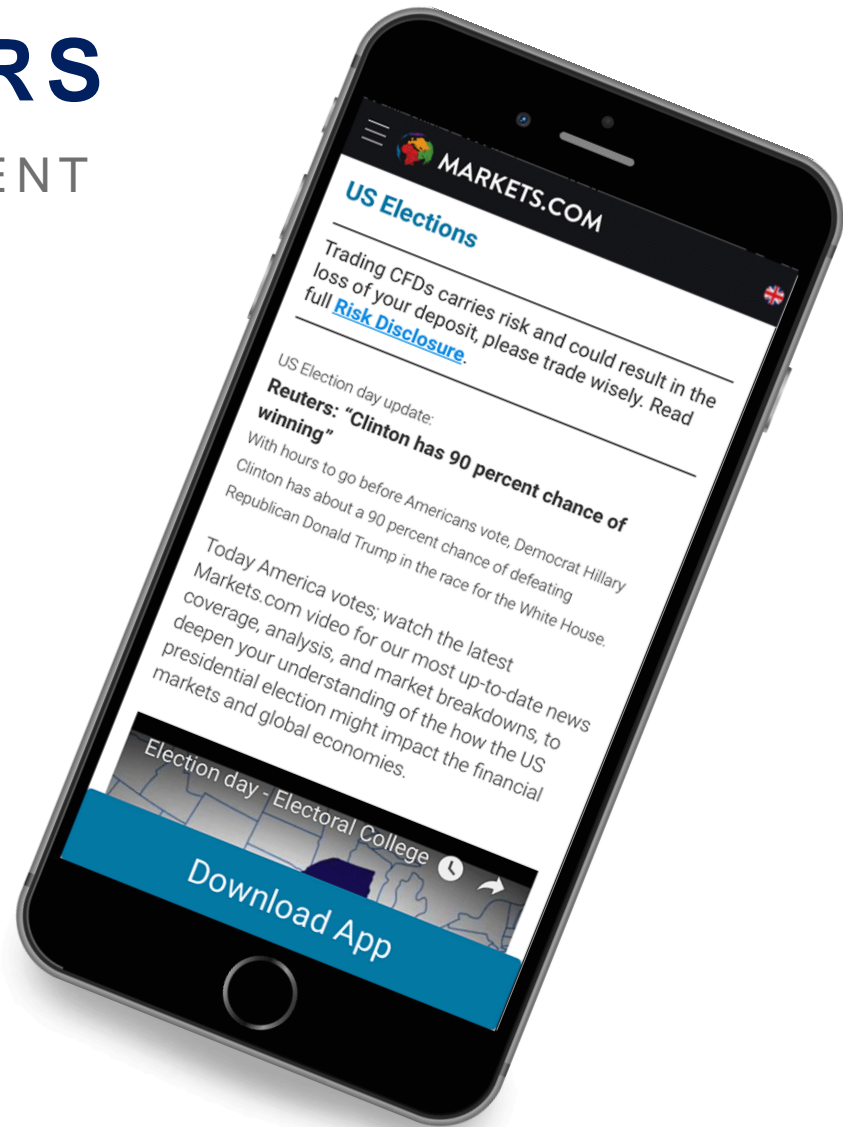 RS
ENT
MARKETS.COM
US Elections
Trading CFDs carries risk and could result in the
loss of your deposit, please trade wisely. Read
full Risk Disclosure.
US Election day update:
Reuters: “Clinton has 90 percent chance of
winning”
With hours to go before Americans vote, Democrat Hillary
Clinton has about a 90 percent chance of defeating
Republican Donald Trump in the race for the White House.
Today America votes; watch the latest
Markets.com video for our most up-to-date news
coverage, analysis, and market breakdowns, to
deepen your understanding of the how the US
presidential election might impact the financial
markets and global economies.
Election day - Electoral College
Download App